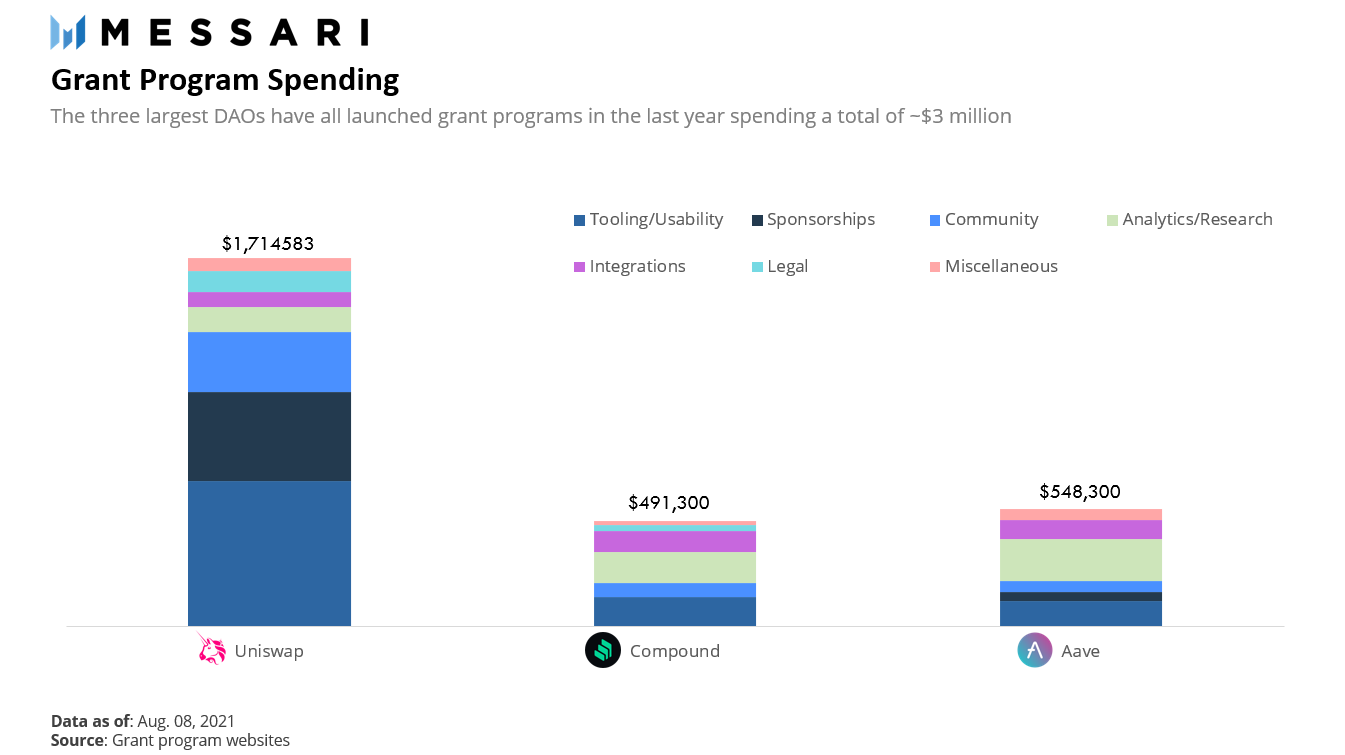 MESSARI
Grant Program Spending
The three largest DAOs have all launched grant programs in the last year spending a total of ~$3 million
Tooling/Usability Sponsorships Community Analytics/Research
Integrations Legal Miscellaneous
$1,714583
$491,300
$548,300
Uniswap Compound Aave
Data as of: Aug. 08, 2021
Source: Grant program websites